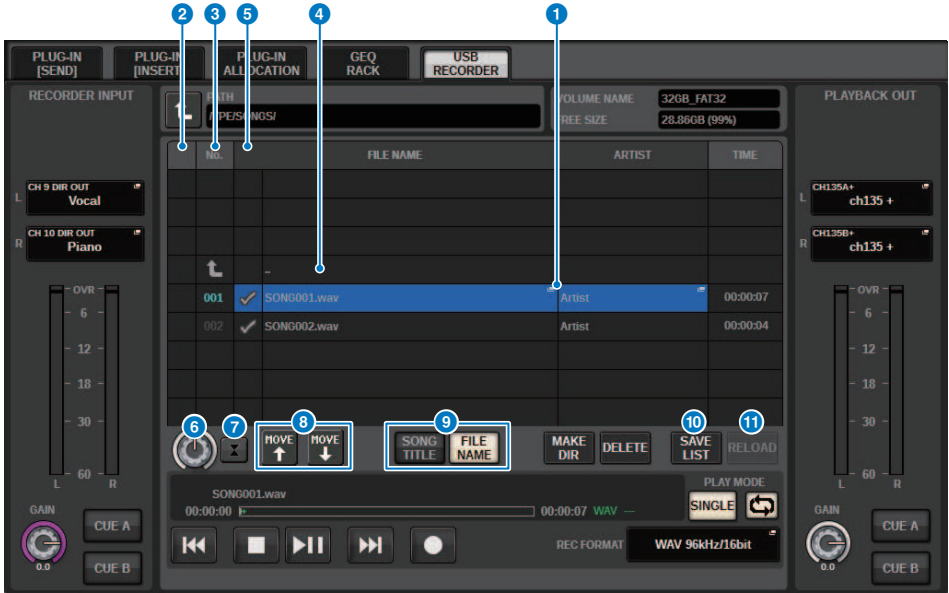 2 3 5 4 1
PLUG-IN [SEND]
PLUG-IN [INSERT]
PLUG-IN ALLOCATION
GEQ RACK
USB RECORDER
RECORDER INPUT
PATH
/YPE/SONGS/
VOLUME NAME 32GB_FAT32
FREE SIZE 28.86GB (99%)
PLAYBACK OUT
No. FILE NAME ARTIST TIME
CH 9 DIR OUT
L Vocal
CH 10 DIR OUT
R Piano
CH135A+
L ch135 +
CH135B+
R ch135 +
001 SONG001.wav Artist 00:00:07
002 SONG002.wav Artist 00:00:04
OVR
6
12
18
30
60
L R
OVR
6
12
18
30
60
L R
6 7 8 9 10 11
MOVE
MOVE
SONG TITLE
FILE NAME
MAKE DIR
DELETE
SAVE LIST
RELOAD
SONG001.wav
00:00:00 00:00:07 WAV ---
PLAY MODE
SINGLE
REC FORMAT WAV 96kHz/16bit
GAIN
0.0
CUE A
CUE B
GAIN
0.0
CUE A
CUE B